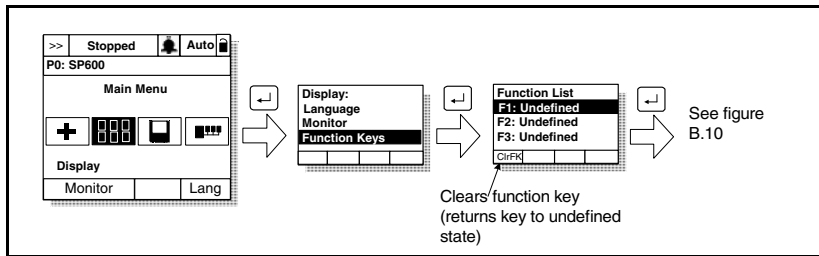 >> Stopped Auto
P0: SP600
Main Menu
Display
Monitor Lang
Display:
Language
Monitor
Function Keys
Function List
F1: Undefined
F2: Undefined
F3: Undefined
ClrFK
Clears function key
(returns key to undefined
state)
See figure
B.10